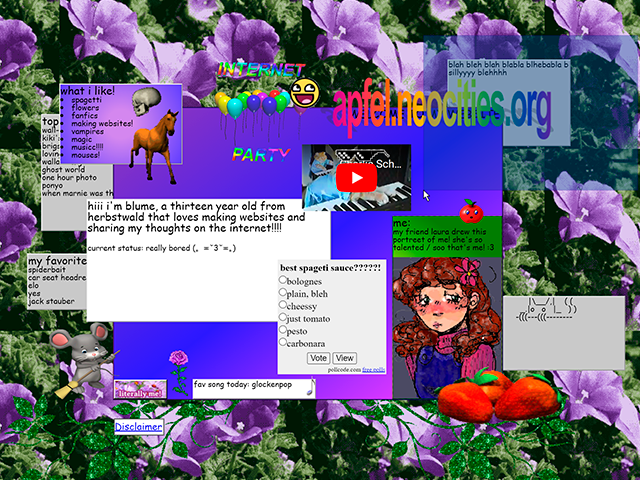 INTERNET
PARTY
apfel.neocities.org
blah bleh blah blabla blhebabla b
sillyyyy blehhhh
what i like!
spagetti
flowers
fanfics
making websites!
vampires
magic
musicc!!!!
mouses!
top
wall-
kiki's
brigs
lovin
walla
ghost world
one hour photo
ponyo
when marnie was th
hiii i'm blume, a thirteen year old from
herbstwald that loves making websites and
sharing my thoughts on the internet!!!!
current status: really bored (｡ =˘3˘=｡)
me:
my friend laura drew this
portreet of me! she's so
talented / soo that's me! :3
my favorite
spiderbait
car seat headre
elo
yes
jack stauber
best spageti sauce?????!
bolognes
plain, bleh
cheessy
just tomato
pesto
carbonara
Vote View
pollcode.com free polls
literally me!
fav song today: glockenpop
Disclaimer